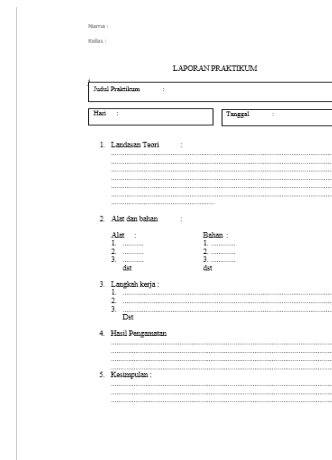 Nama :
Kelas :
LAPORAN PRAKTIKUM
Judul Praktikum :
Hari : Tanggal :
1. Landasan Teori :
................................................................................
................................................................................
................................................................................
................................................................................
................................................................................
................................................................................
......................................
2. Alat dan bahan :
Alat : Bahan :
1. .......... 1. ............
2. .......... 2. ............
3. .......... 3. ............
dst dst
3. Langkah kerja :
1. ................................................................................
2. ................................................................................
3. ................................................................................
Dst
4. Hasil Pengamatan
................................................................................
................................................................................
................................................................................
5. Kesimpulan :
................................................................................
................................................................................
................................................................................